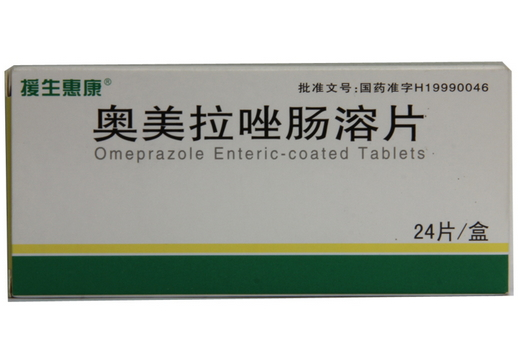 援生惠康®
批准文号:国药准字H19990046
奥美拉唑肠溶片
Omeprazole Enteric-coated Tablets
24片/盒